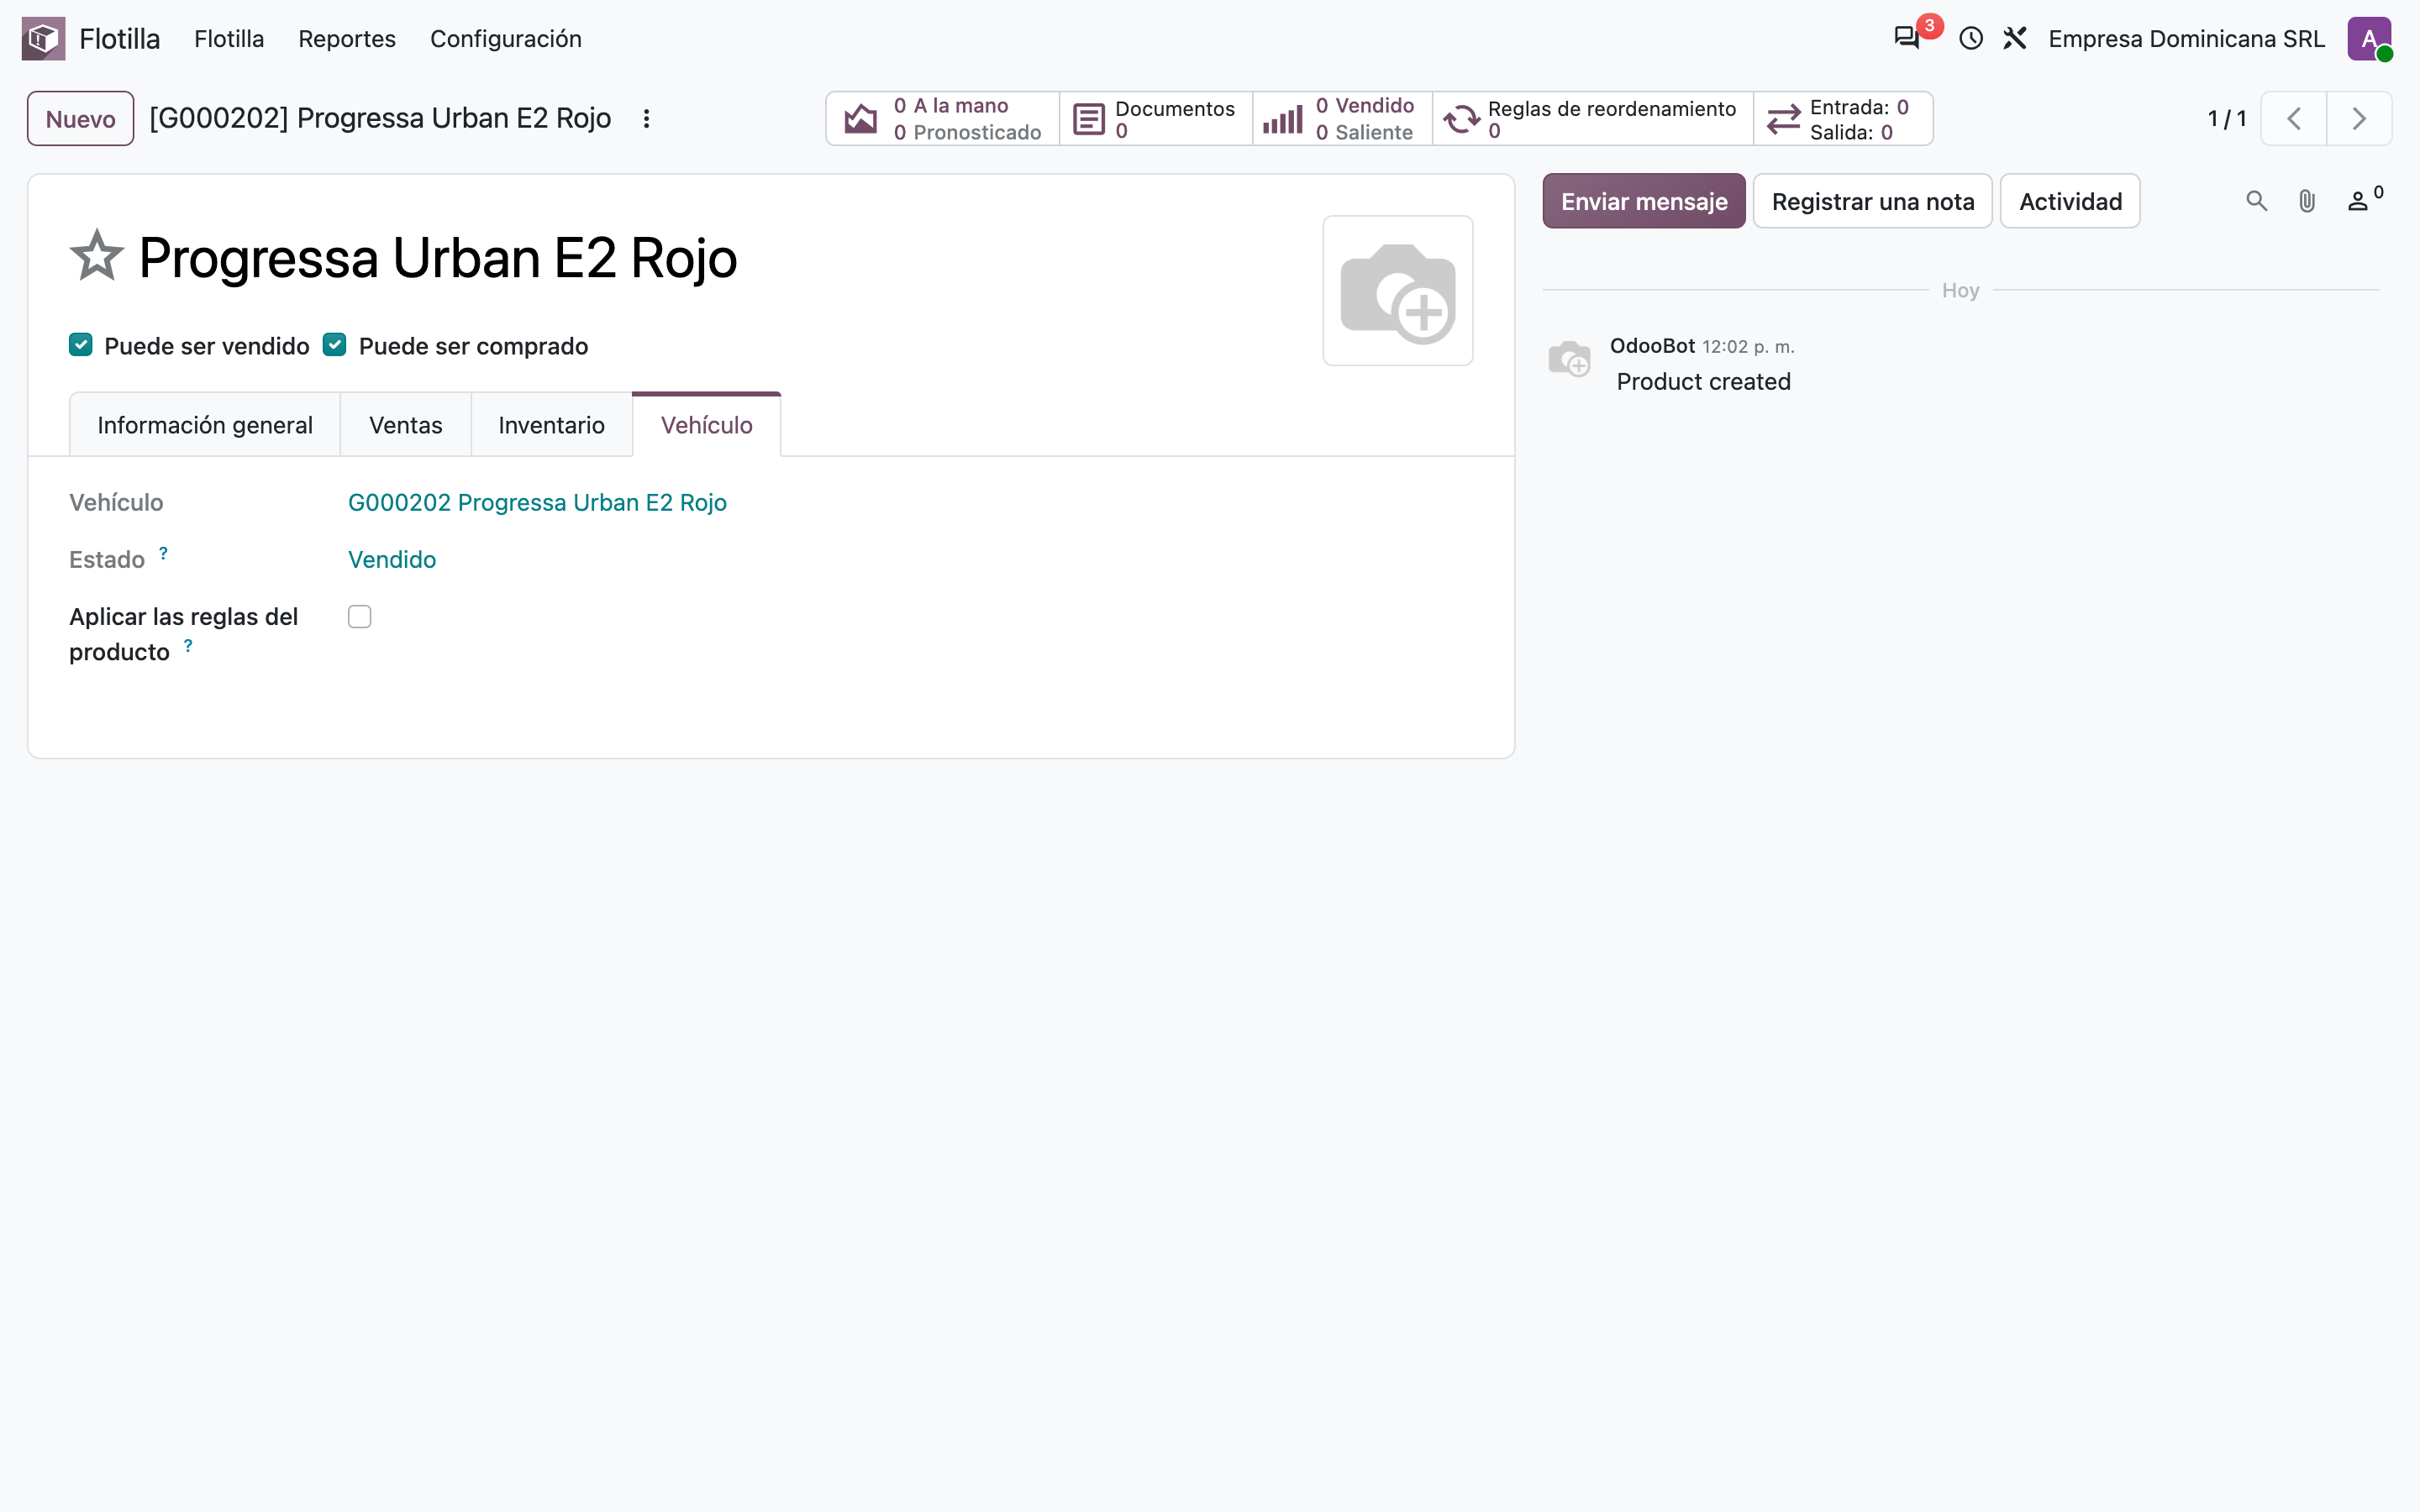 Flotilla Flotilla Reportes Configuración 3 Empresa Dominicana SRL A
Nuevo [G000202] Progressa Urban E2 Rojo
0 A la mano
0 Pronosticado
Documentos
0
0 Vendido
0 Saliente
Reglas de reordenamiento
0
Entrada: 0
Salida: 0
1 / 1
Progressa Urban E2 Rojo
Puede ser vendido Puede ser comprado
Información general Ventas Inventario Vehículo
Vehículo G000202 Progressa Urban E2 Rojo
Estado ? Vendido
Aplicar las reglas del
producto ?
Enviar mensaje Registrar una nota Actividad 0
Hoy
OdooBot 12:02 p. m.
Product created